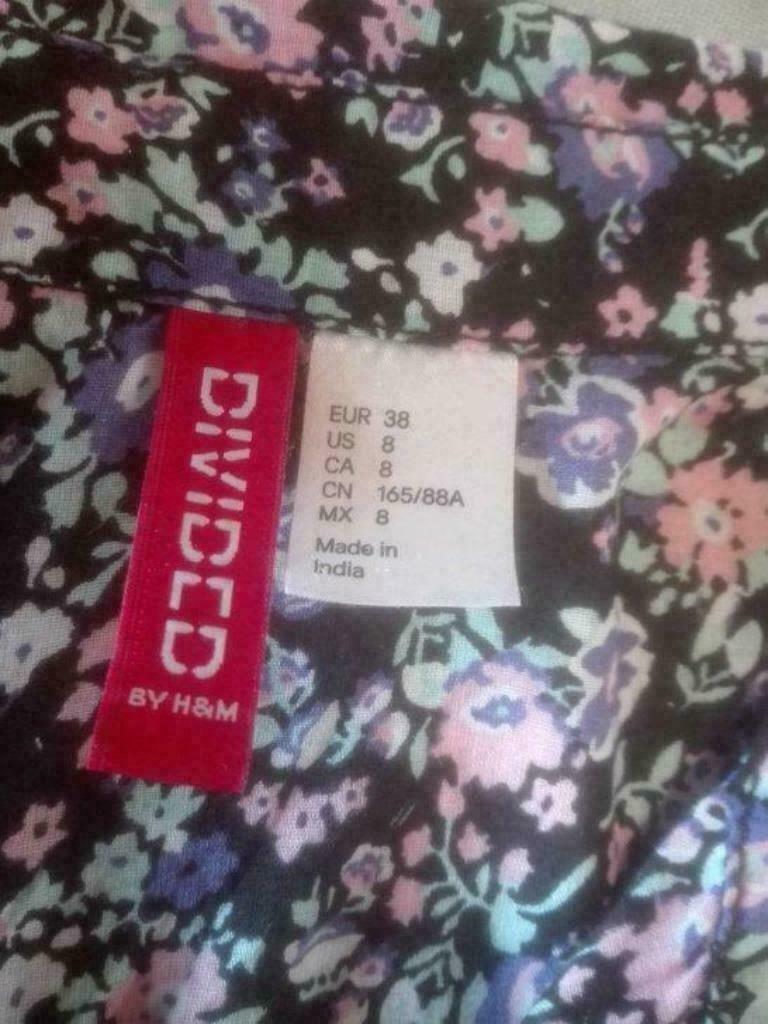 DIVIDED
BY H&M
EUR 38
US 8
CA 8
CN 165/88A
MX 8
Made in
India